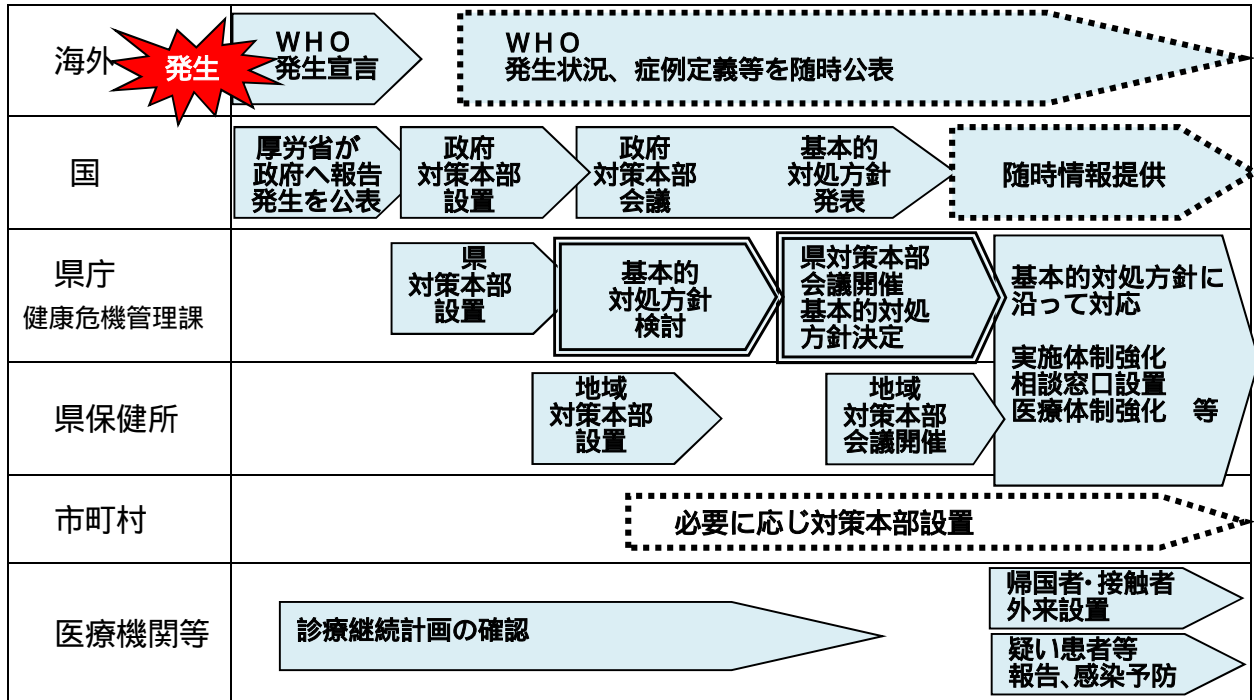 海外
発生
ＷＨＯ
発生宣言
ＷＨＯ
発生状況、症例定義等を随時公表
国
厚労省が
政府へ報告
発生を公表
政府
対策本部
設置
政府
対策本部
会議
基本的
対処方針
発表
随時情報提供
県庁
健康危機管理課
県
対策本部
設置
基本的
対処方針
検討
県対策本部
会議開催
基本的対処
方針決定
基本的対処方針に
沿って対応
実施体制強化
相談窓口設置
医療体制強化　等
県保健所
地域
対策本部
設置
地域
対策本部
会議開催
市町村
必要に応じ対策本部設置
医療機関等
診療継続計画の確認
帰国者・接触者
外来設置
疑い患者等
報告、感染予防